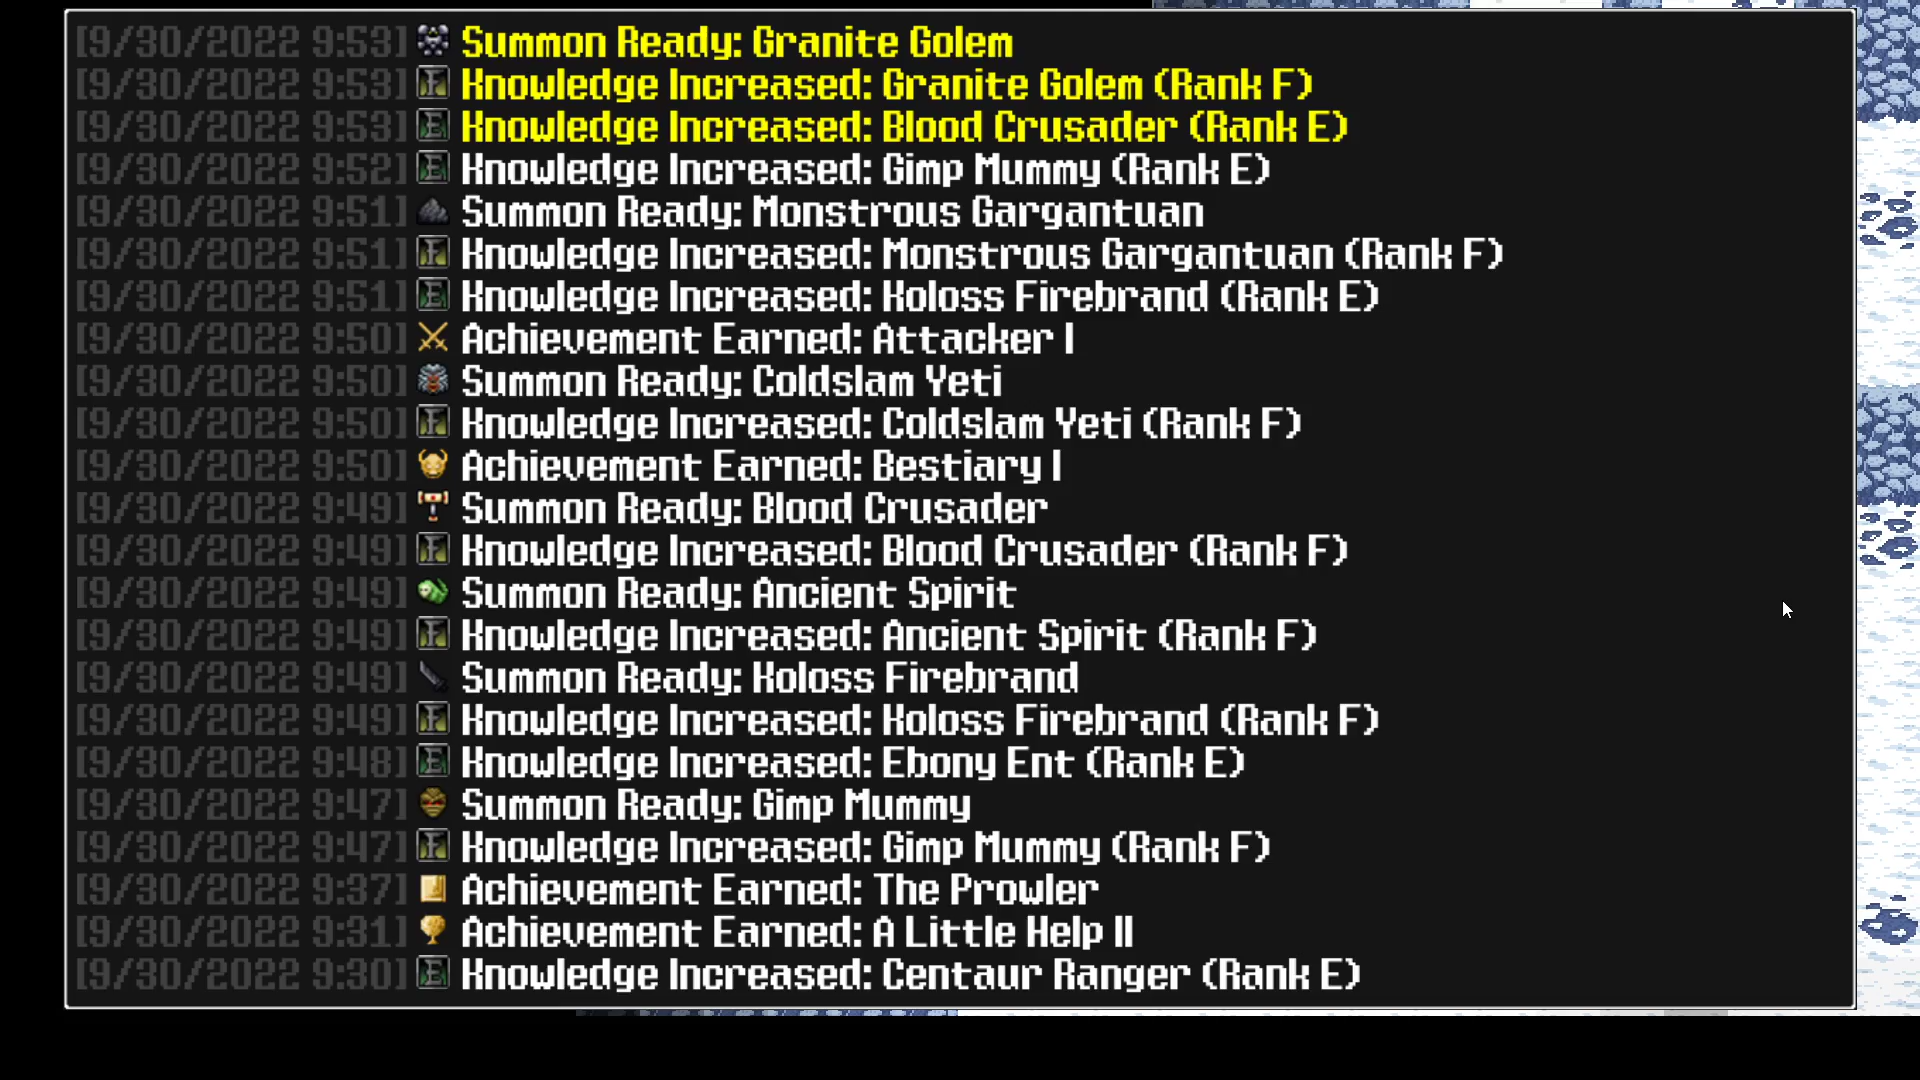 [9/30/2022 9:53] Summon Ready: Granite Golem
[9/30/2022 9:53] F Knowledge Increased: Granite Golem (Rank F)
[9/30/2022 9:53] E Knowledge Increased: Blood Crusader (Rank E)
[9/30/2022 9:52] E Knowledge Increased: Gimp Mummy (Rank E)
[9/30/2022 9:51] Summon Ready: Monstrous Gargantuan
[9/30/2022 9:51] F Knowledge Increased: Monstrous Gargantuan (Rank F)
[9/30/2022 9:51] E Knowledge Increased: Koloss Firebrand (Rank E)
[9/30/2022 9:50] Achievement Earned: Attacker I
[9/30/2022 9:50] Summon Ready: Coldslam Yeti
[9/30/2022 9:50] F Knowledge Increased: Coldslam Yeti (Rank F)
[9/30/2022 9:50] Achievement Earned: Bestiary I
[9/30/2022 9:49] Summon Ready: Blood Crusader
[9/30/2022 9:49] F Knowledge Increased: Blood Crusader (Rank F)
[9/30/2022 9:49] Summon Ready: Ancient Spirit
[9/30/2022 9:49] F Knowledge Increased: Ancient Spirit (Rank F)
[9/30/2022 9:49] Summon Ready: Koloss Firebrand
[9/30/2022 9:49] F Knowledge Increased: Koloss Firebrand (Rank F)
[9/30/2022 9:48] E Knowledge Increased: Ebony Ent (Rank E)
[9/30/2022 9:47] Summon Ready: Gimp Mummy
[9/30/2022 9:47] F Knowledge Increased: Gimp Mummy (Rank F)
[9/30/2022 9:37] Achievement Earned: The Prowler
[9/30/2022 9:31] Achievement Earned: A Little Help II
[9/30/2022 9:30] E Knowledge Increased: Centaur Ranger (Rank E)